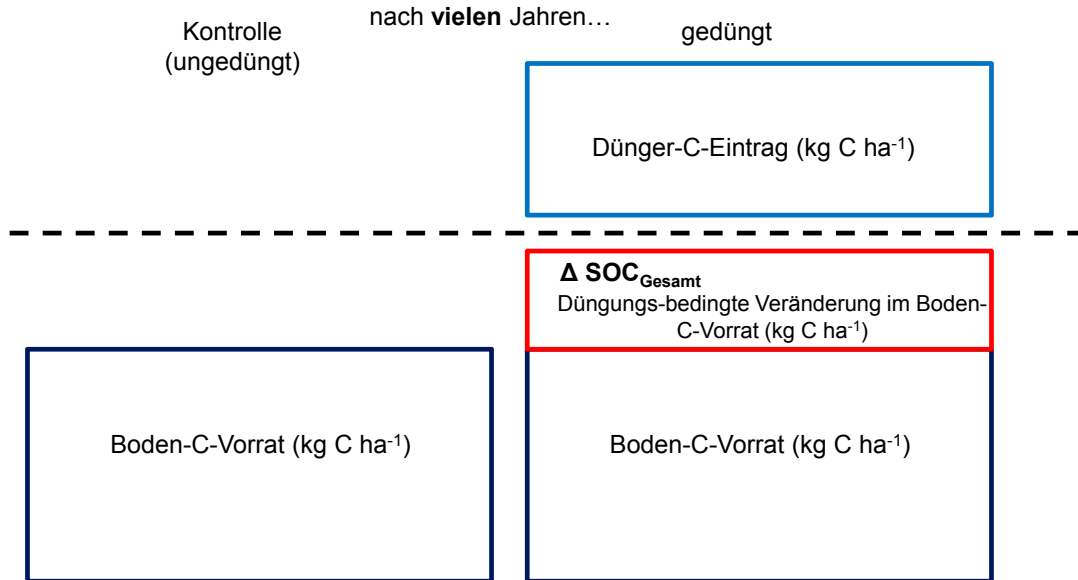 nach vielen Jahren…
Kontrolle
(ungedüngt)
gedüngt
Dünger-C-Eintrag (kg C ha⁻¹)
Δ SOC_Gesamt
Düngungs-bedingte Veränderung im Boden-
C-Vorrat (kg C ha⁻¹)
Boden-C-Vorrat (kg C ha⁻¹)
Boden-C-Vorrat (kg C ha⁻¹)